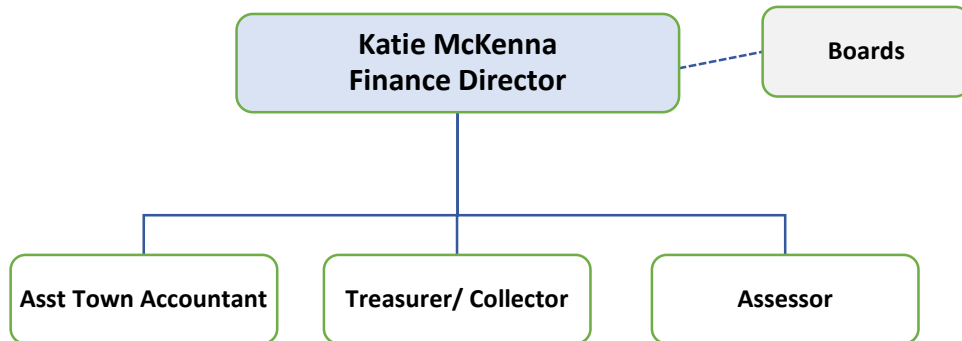 Katie McKenna
Finance Director
Boards
Asst Town Accountant
Treasurer/ Collector
Assessor